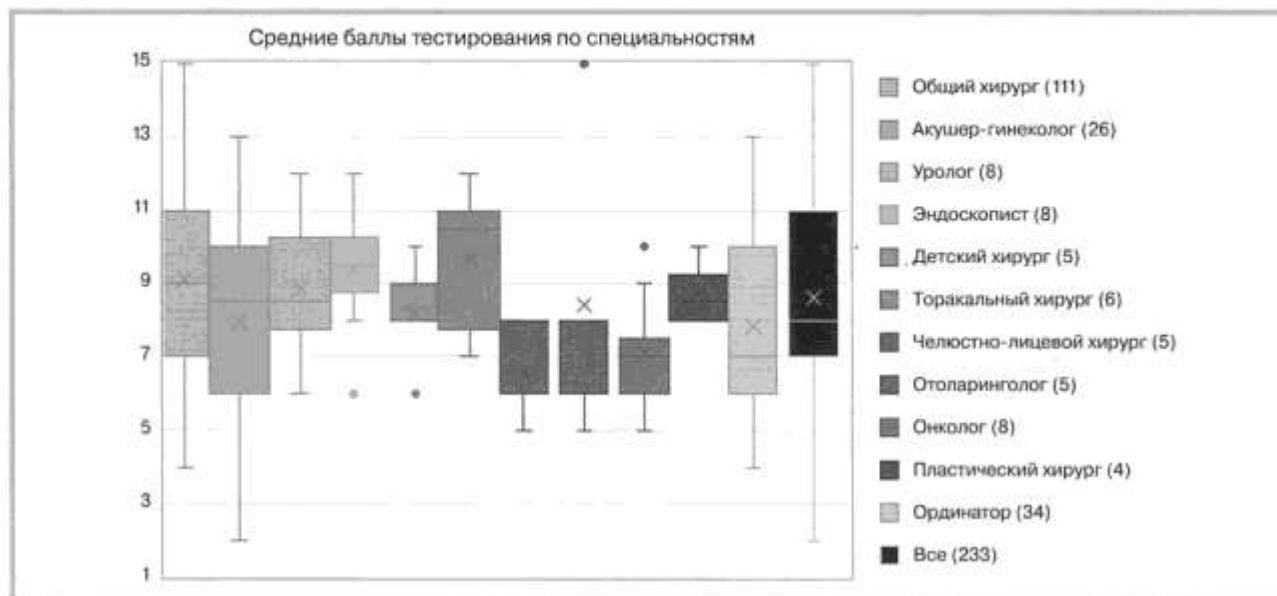 Средние баллы тестирования по специальностям
15
13
11
9
7
5
3
1
Общий хирург (111)
Акушер-гинеколог (26)
Уролог (8)
Эндоскопист (8)
Детский хирург (5)
Торакальный хирург (6)
Челюстно-лицевой хирург (5)
Отоларинголог (5)
Онколог (8)
Пластический хирург (4)
Ординатор (34)
Все (233)